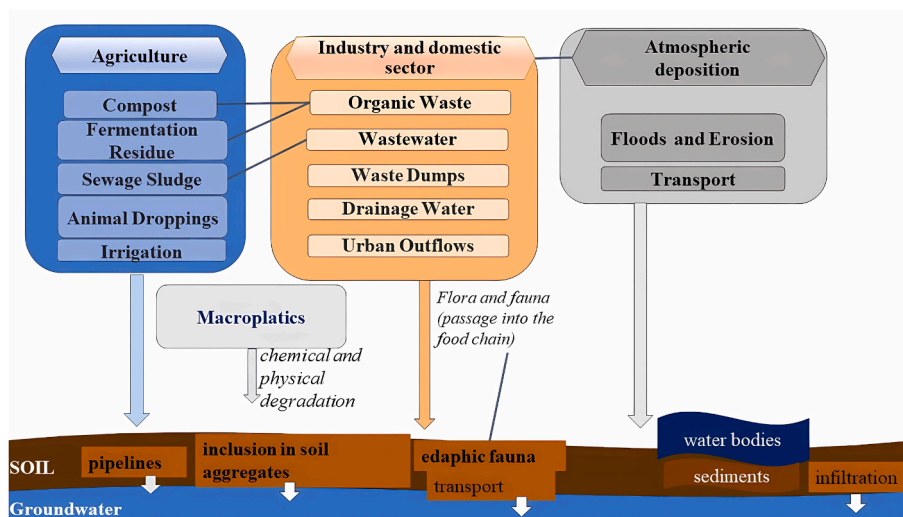 Agriculture
Compost
Fermentation
Residue
Sewage Sludge
Animal Droppings
Irrigation
Industry and domestic
sector
Organic Waste
Wastewater
Waste Dumps
Drainage Water
Urban Outflows
Atmospheric
deposition
Floods and Erosion
Transport
Macroplatics
chemical and
physical
degradation
Flora and fauna
(passage into the
food chain)
SOIL
pipelines
inclusion in soil
aggregates
edaphic fauna
transport
water bodies
sediments
infiltration
Groundwater